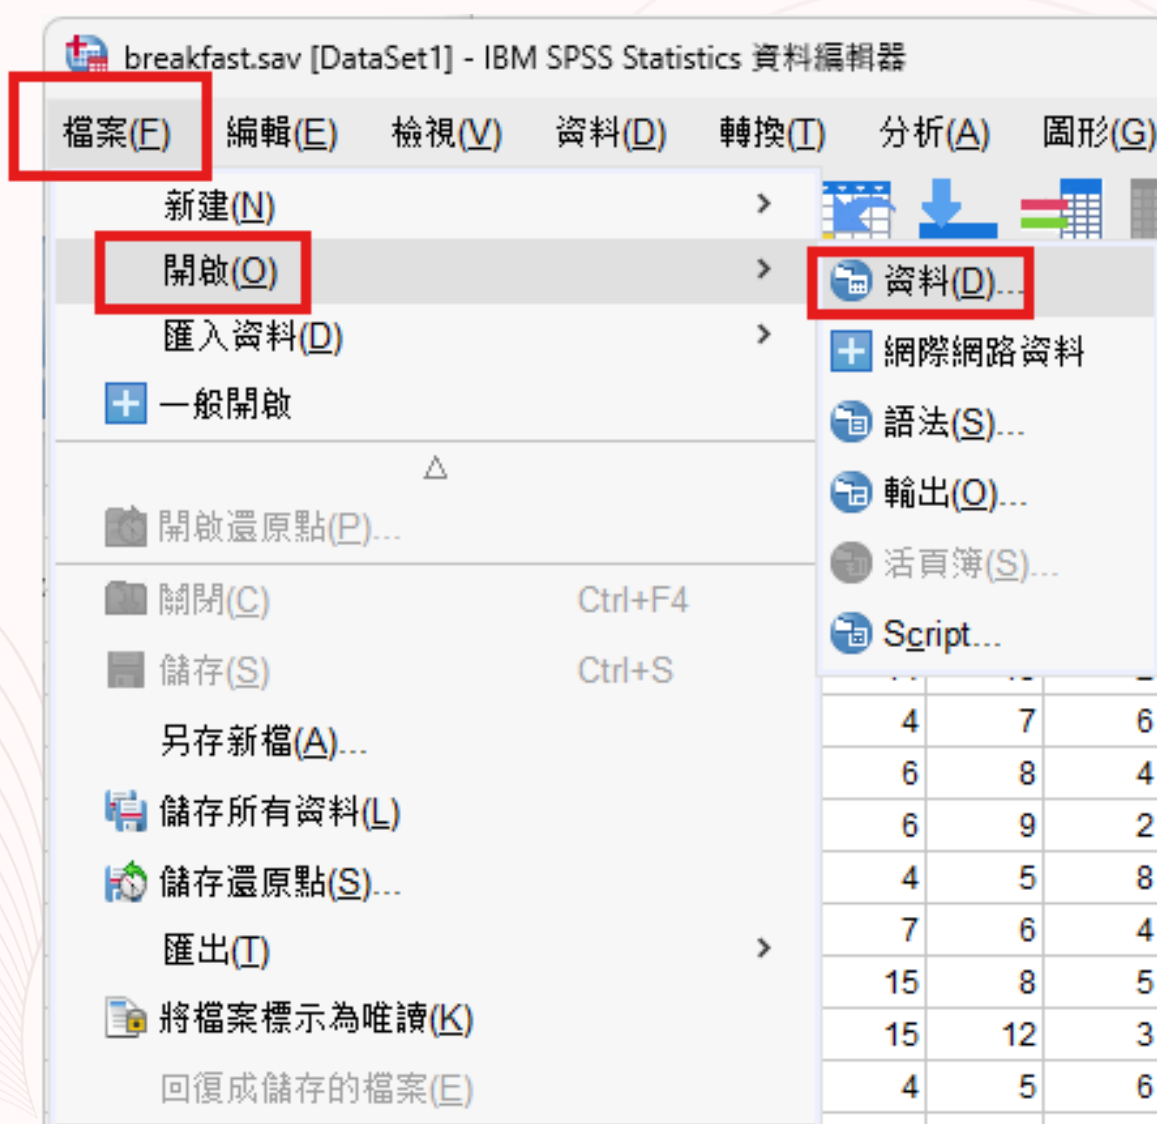 breakfast.sav [DataSet1] - IBM SPSS Statistics 資料編輯器
檔案(F) 編輯(E) 檢視(V) 資料(D) 轉換(T) 分析(A) 圖形(G)
新建(N)
開啟(O)
匯入資料(D)
一般開啟
開啟還原點(P)...
關閉(C) Ctrl+F4
儲存(S) Ctrl+S
另存新檔(A)...
儲存所有資料(L)
儲存還原點(S)...
匯出(T)
將檔案標示為唯讀(K)
回復成儲存的檔案(E)
資料(D)...
網際網路資料
語法(S)...
輸出(O)...
活頁簿(S)...
Script...
4 7 6
6 8 4
6 9 2
4 5 8
7 6 4
15 8 5
15 12 3
4 5 6